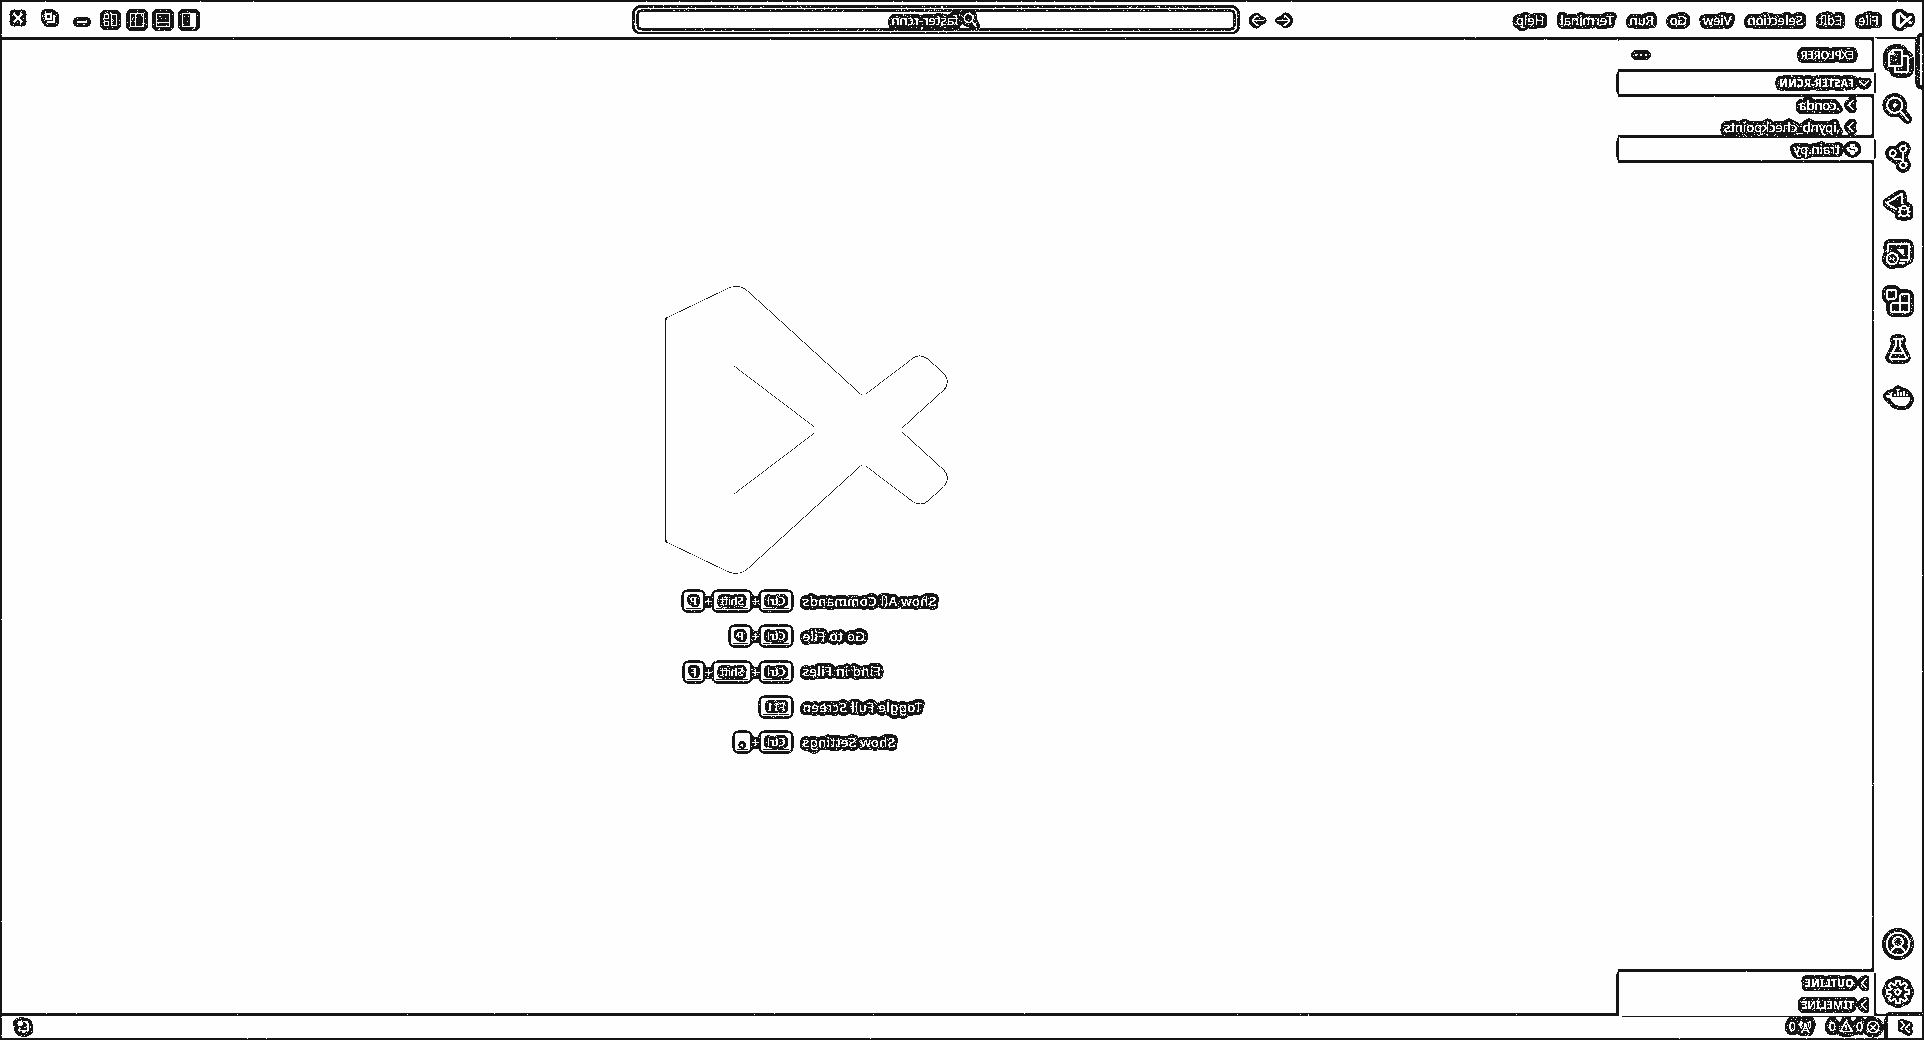 File Edit Selection View Go Run Terminal Help
faster-rcnn
EXPLORER
FASTER-RCNN
.conda
.ipynb_checkpoints
train.py
Show All Commands Ctrl + Shift + P
Go to File Ctrl + P
Find in Files Ctrl + Shift + F
Toggle Full Screen F11
Show Settings Ctrl + ,
OUTLINE
TIMELINE
0 0 0